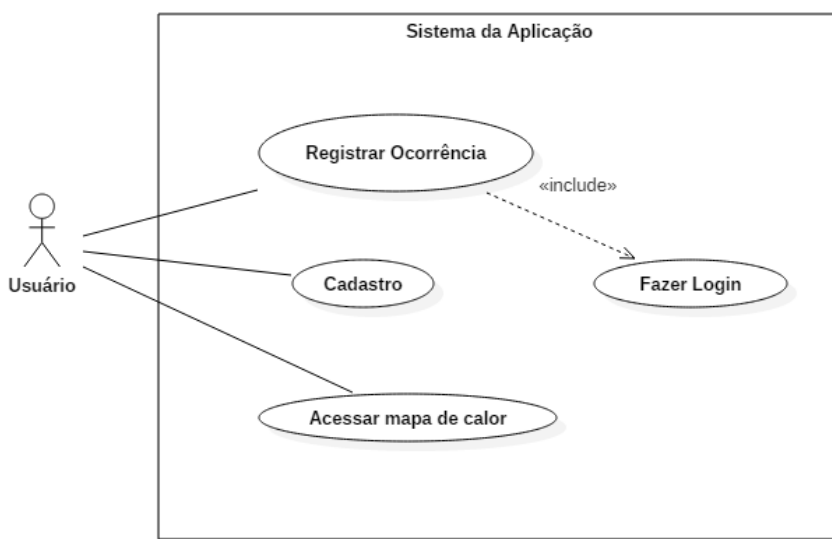 Sistema da Aplicação
Registrar Ocorrência
«include»
Usuário
Cadastro
Fazer Login
Acessar mapa de calor